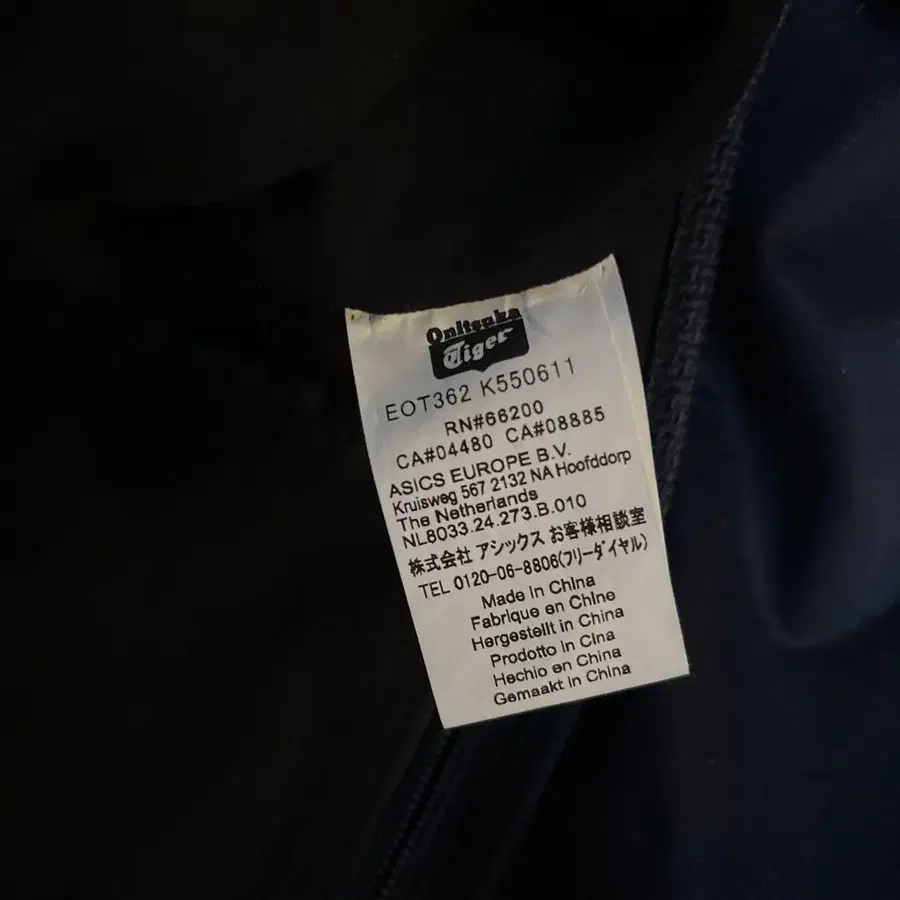 Onitsuka
Tiger
EOT362 K550611
RN#66200
CA#04480 CA#08885
ASICS EUROPE B.V.
Kruisweg 567 2132 NA Hoofddorp
The Netherlands
NL8033.24.273.B.010
株式会社 アシックス お客様相談室
TEL 0120-06-8806(フリーダイヤル)
Made in China
Fabrique en Chine
Hergestellt in China
Prodotto in Cina
Hechio en China
Gemaakt in China